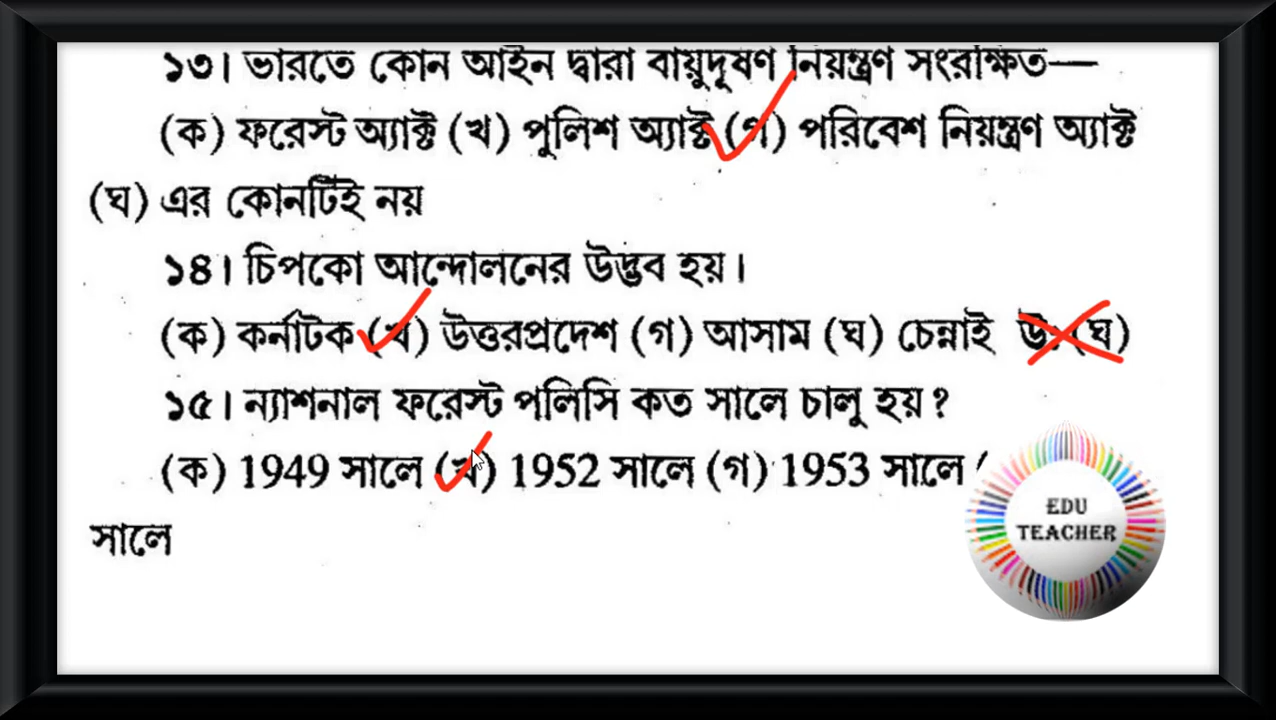 ১৩। ভারতে কোন আইন দ্বারা বায়ুদূষণ নিয়ন্ত্রণ সংরক্ষিত—
(ক) ফরেস্ট অ্যাক্ট (খ) পুলিশ অ্যাক্ট (গ) পরিবেশ নিয়ন্ত্রণ অ্যাক্ট
(ঘ) এর কোনটিই নয়
১৪। চিপকো আন্দোলনের উদ্ভব হয়।
(ক) কর্নাটক (খ) উত্তরপ্রদেশ (গ) আসাম (ঘ) চেন্নাই উঃ (ঘ)
১৫। ন্যাশনাল ফরেস্ট পলিসি কত সালে চালু হয়?
(ক) 1949 সালে (খ) 1952 সালে (গ) 1953 সালে (
সালে
EDU
TEACHER